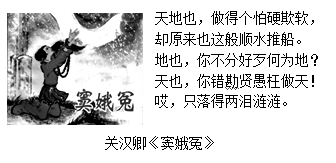 天地也，做得个怕硬欺软，
却原来也这般顺水推船。
地也，你不分好歹何为地？
天也，你错勘贤愚枉做天！
哎，只落得两泪涟涟。
窦娥冤
关汉卿《窦娥冤》